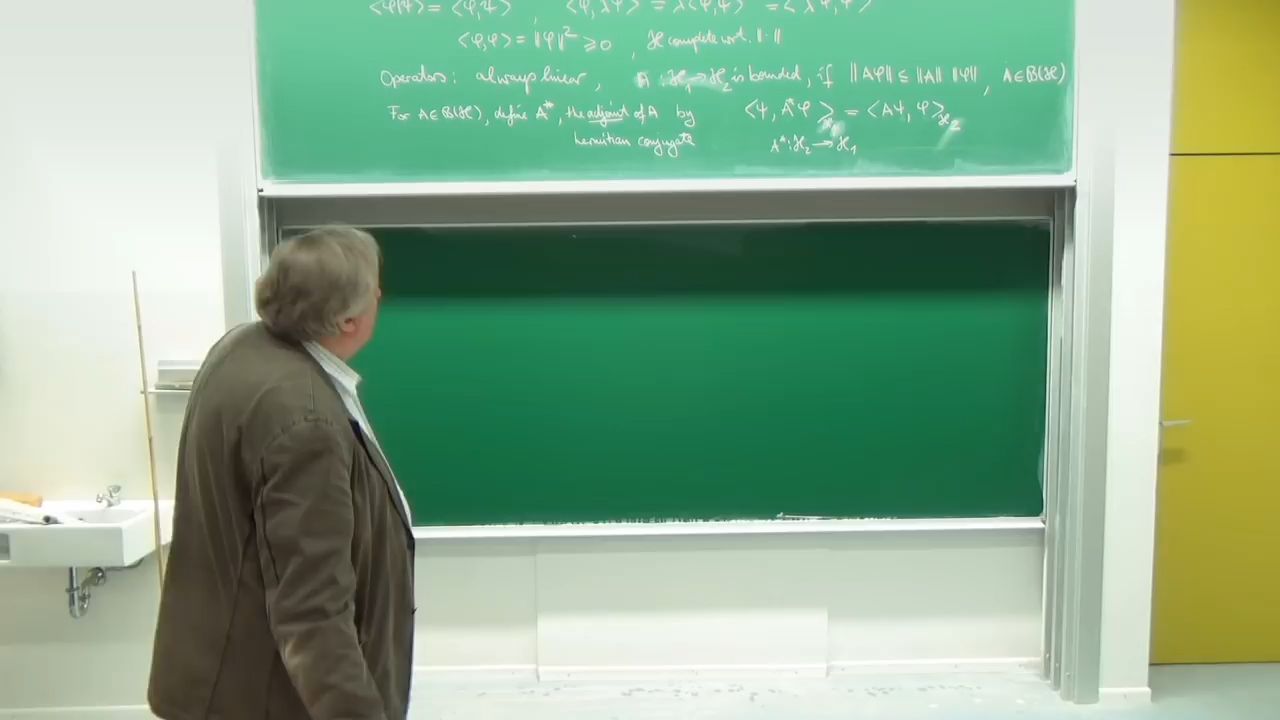 ⟨φ|ψ⟩ = ⟨φ,ψ⟩ ⟨φ,λψ⟩ = λ⟨φ,ψ⟩ = ⟨λ̄φ,ψ⟩
⟨φ,φ⟩ = ‖φ‖² ⩾ 0 , ℋ complete wrt. ‖·‖
Operators: always linear, A : ℋ₁→ℋ₂ is bounded, if ‖Aφ‖ ≤ ‖A‖ ‖φ‖ , A∈B(ℋ)
For A∈B(ℋ), define A*, the adjoint of A by ⟨ψ, A*φ⟩ = ⟨Aψ, φ⟩ℋ₂
hermitian conjugate A*: ℋ₂ → ℋ₁